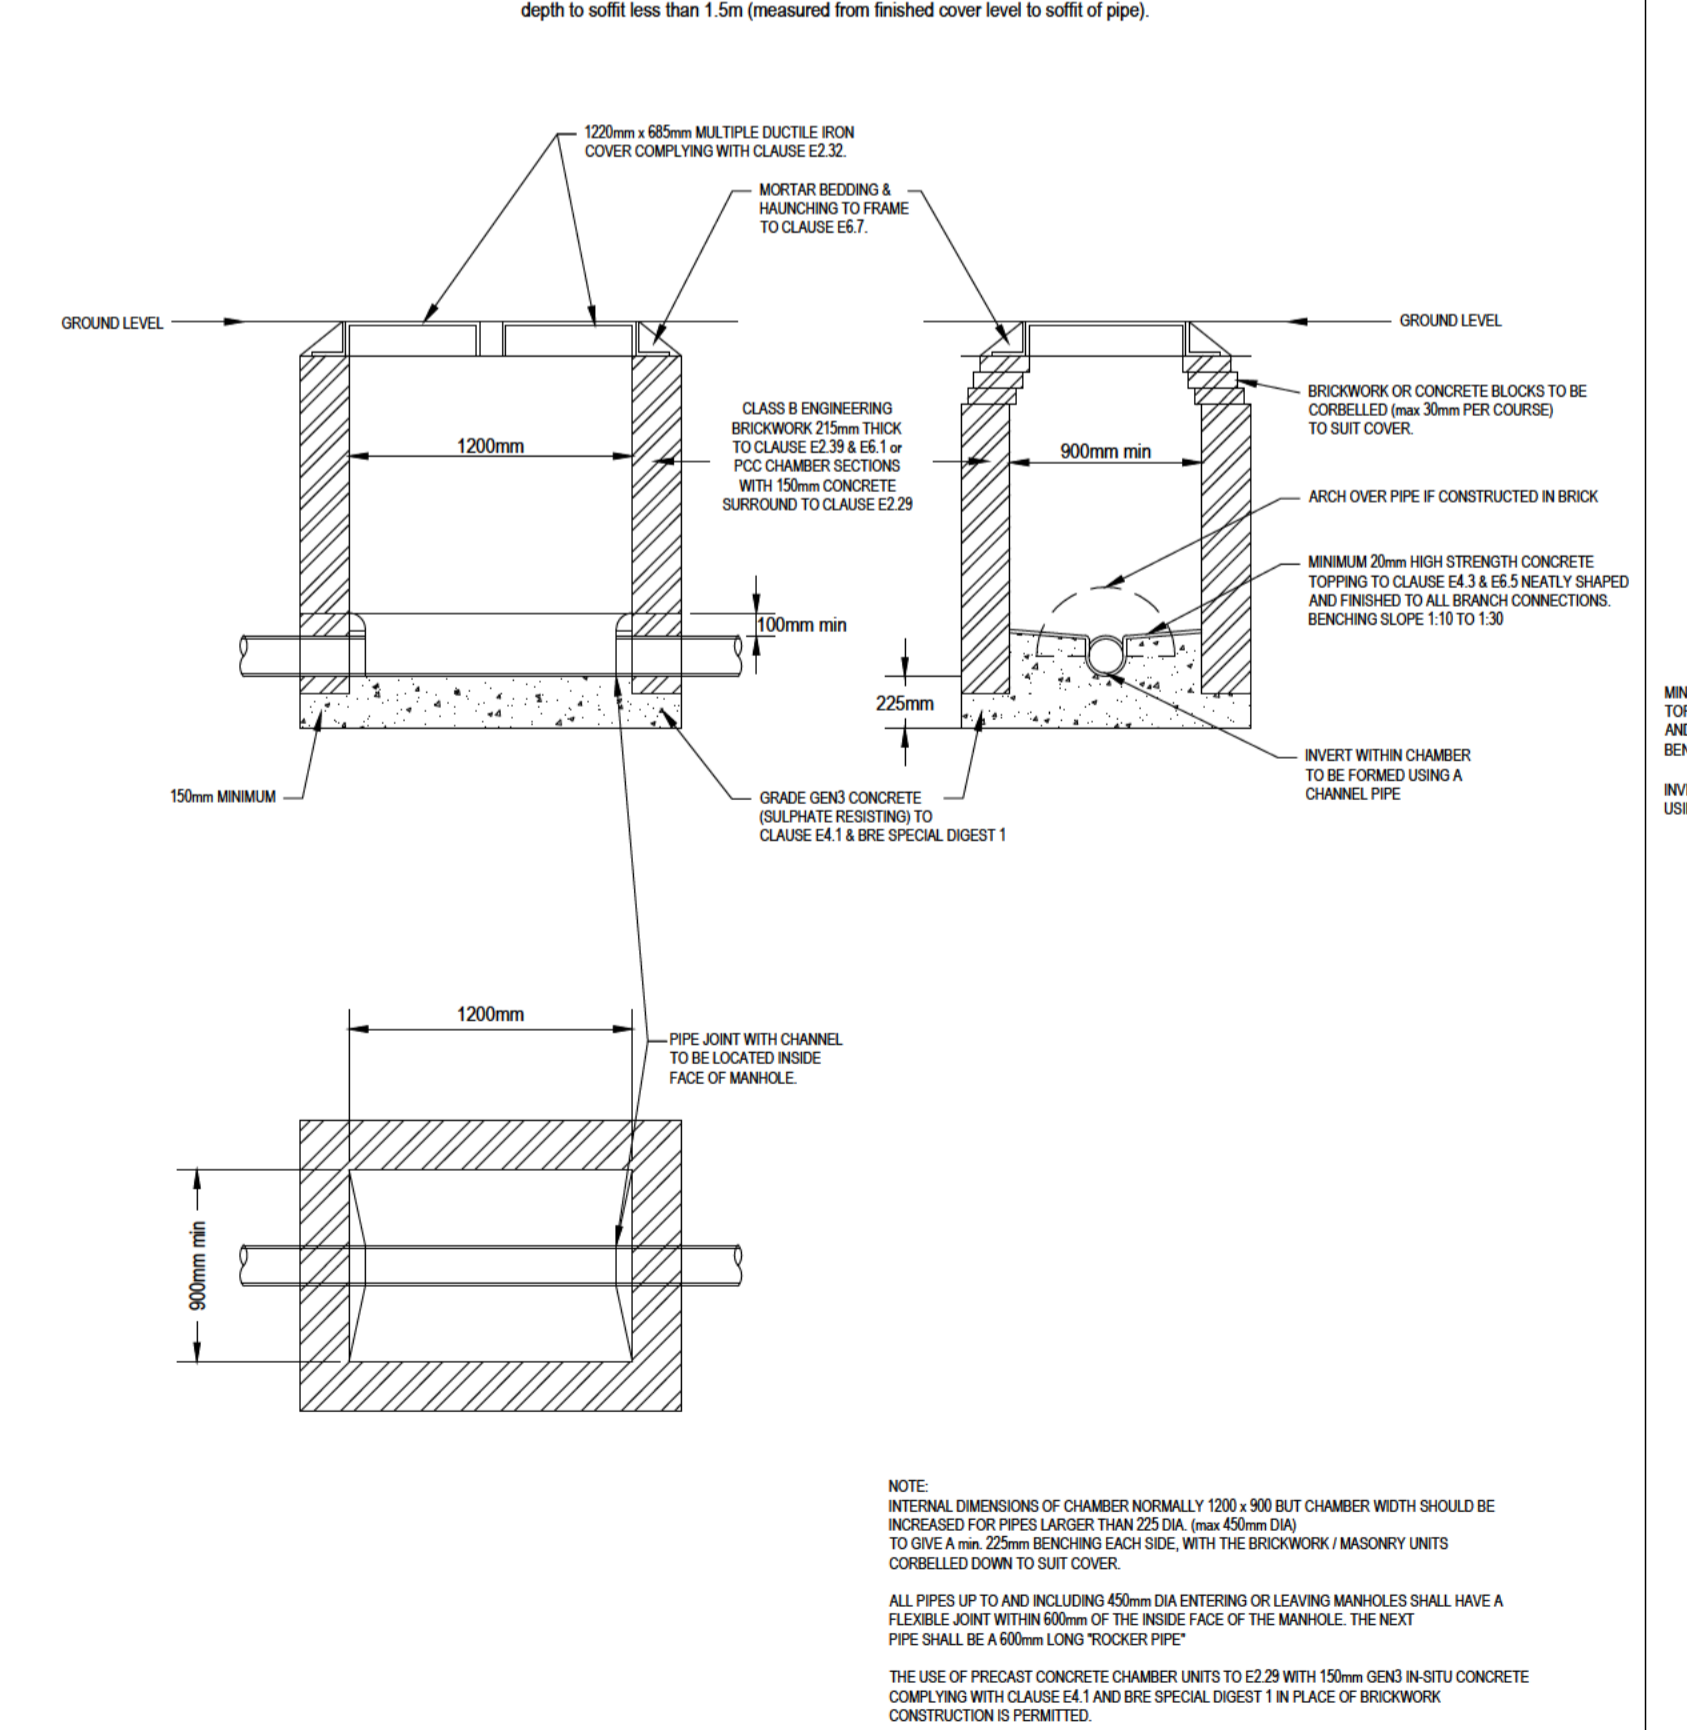 depth to soffit less than 1.5m (measured from finished cover level to soffit of pipe).
1220mm x 685mm MULTIPLE DUCTILE IRON
COVER COMPLYING WITH CLAUSE E2.32.
MORTAR BEDDING &
HAUNCHING TO FRAME
TO CLAUSE E6.7.
GROUND LEVEL
GROUND LEVEL
BRICKWORK OR CONCRETE BLOCKS TO BE
CORBELLED (max 30mm PER COURSE)
TO SUIT COVER.
CLASS B ENGINEERING
BRICKWORK 215mm THICK
TO CLAUSE E2.39 & E6.1 or
PCC CHAMBER SECTIONS
WITH 150mm CONCRETE
SURROUND TO CLAUSE E2.29
1200mm
900mm min
ARCH OVER PIPE IF CONSTRUCTED IN BRICK
MINIMUM 20mm HIGH STRENGTH CONCRETE
TOPPING TO CLAUSE E4.3 & E6.5 NEATLY SHAPED
AND FINISHED TO ALL BRANCH CONNECTIONS.
BENCHING SLOPE 1:10 TO 1:30
100mm min
225mm
INVERT WITHIN CHAMBER
TO BE FORMED USING A
CHANNEL PIPE
150mm MINIMUM
GRADE GEN3 CONCRETE
(SULPHATE RESISTING) TO
CLAUSE E4.1 & BRE SPECIAL DIGEST 1
MIN
AND
BEN
INV
USI
1200mm
PIPE JOINT WITH CHANNEL
TO BE LOCATED INSIDE
FACE OF MANHOLE.
900mm min
NOTE:
INTERNAL DIMENSIONS OF CHAMBER NORMALLY 1200 x 900 BUT CHAMBER WIDTH SHOULD BE
INCREASED FOR PIPES LARGER THAN 225 DIA. (max 450mm DIA)
TO GIVE A min. 225mm BENCHING EACH SIDE, WITH THE BRICKWORK / MASONRY UNITS
CORBELLED DOWN TO SUIT COVER.
ALL PIPES UP TO AND INCLUDING 450mm DIA ENTERING OR LEAVING MANHOLES SHALL HAVE A
FLEXIBLE JOINT WITHIN 600mm OF THE INSIDE FACE OF THE MANHOLE. THE NEXT
PIPE SHALL BE A 600mm LONG "ROCKER PIPE"
THE USE OF PRECAST CONCRETE CHAMBER UNITS TO E2.29 WITH 150mm GEN3 IN-SITU CONCRETE
COMPLYING WITH CLAUSE E4.1 AND BRE SPECIAL DIGEST 1 IN PLACE OF BRICKWORK
CONSTRUCTION IS PERMITTED.